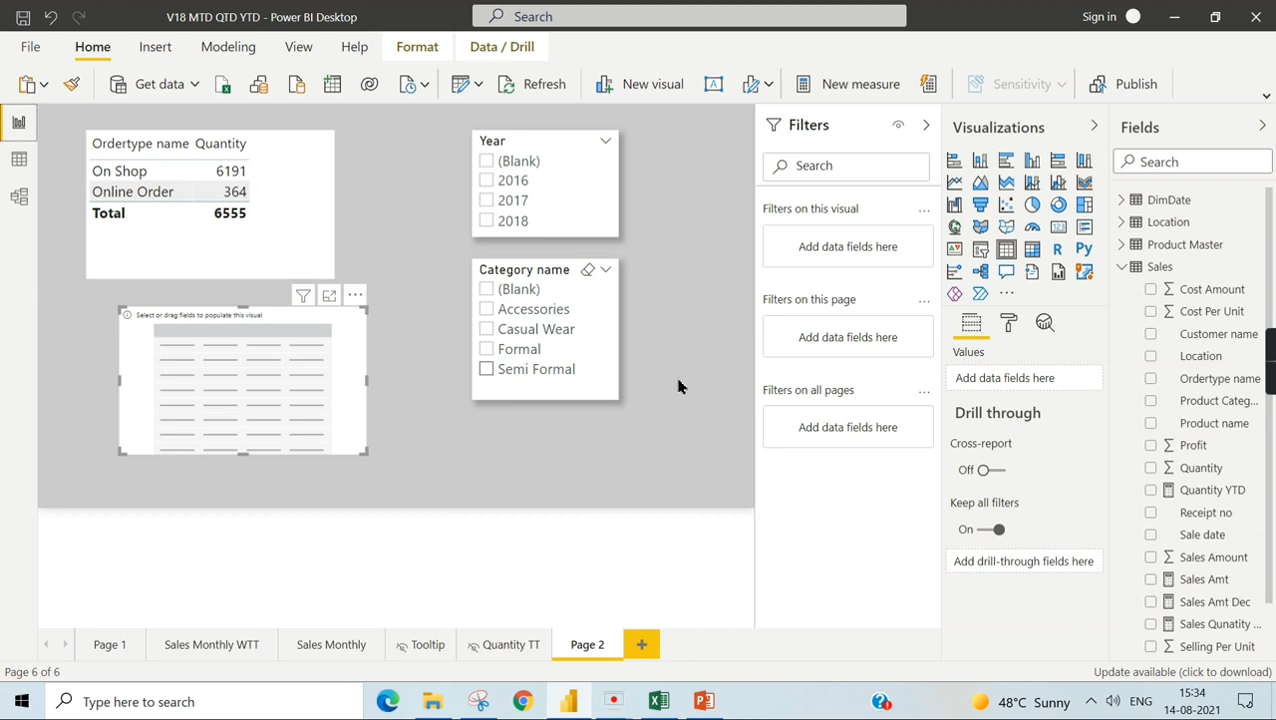 V18 MTD QTD YTD - Power BI Desktop
Search
Sign in
File
Home
Insert
Modeling
View
Help
Format
Data / Drill
Get data
Refresh
New visual
New measure
Sensitivity
Publish
Ordertype name Quantity
On Shop 6191
Online Order 364
Total 6555
Select or drag fields to populate this visual
Year
(Blank)
2016
2017
2018
Category name
(Blank)
Accessories
Casual Wear
Formal
Semi Formal
Filters
Search
Filters on this visual ...
Add data fields here
Filters on this page ...
Add data fields here
Filters on all pages ...
Add data fields here
Visualizations
R
Py
...
Values
Add data fields here
Drill through
Cross-report
Off
Keep all filters
On
Add drill-through fields here
Fields
Search
DimDate
Location
Product Master
Sales
Cost Amount
Cost Per Unit
Customer name
Location
Ordertype name
Product Categ...
Product name
Profit
Quantity
Quantity YTD
Receipt no
Sale date
Sales Amount
Sales Amt
Sales Amt Dec
Sales Qunatity ...
Selling Per Unit
Page 1
Sales Monthly WTT
Sales Monthly
Tooltip
Quantity TT
Page 2
Page 6 of 6
Update available (click to download)
Type here to search
48°C Sunny
ENG
15:34
14-08-2021